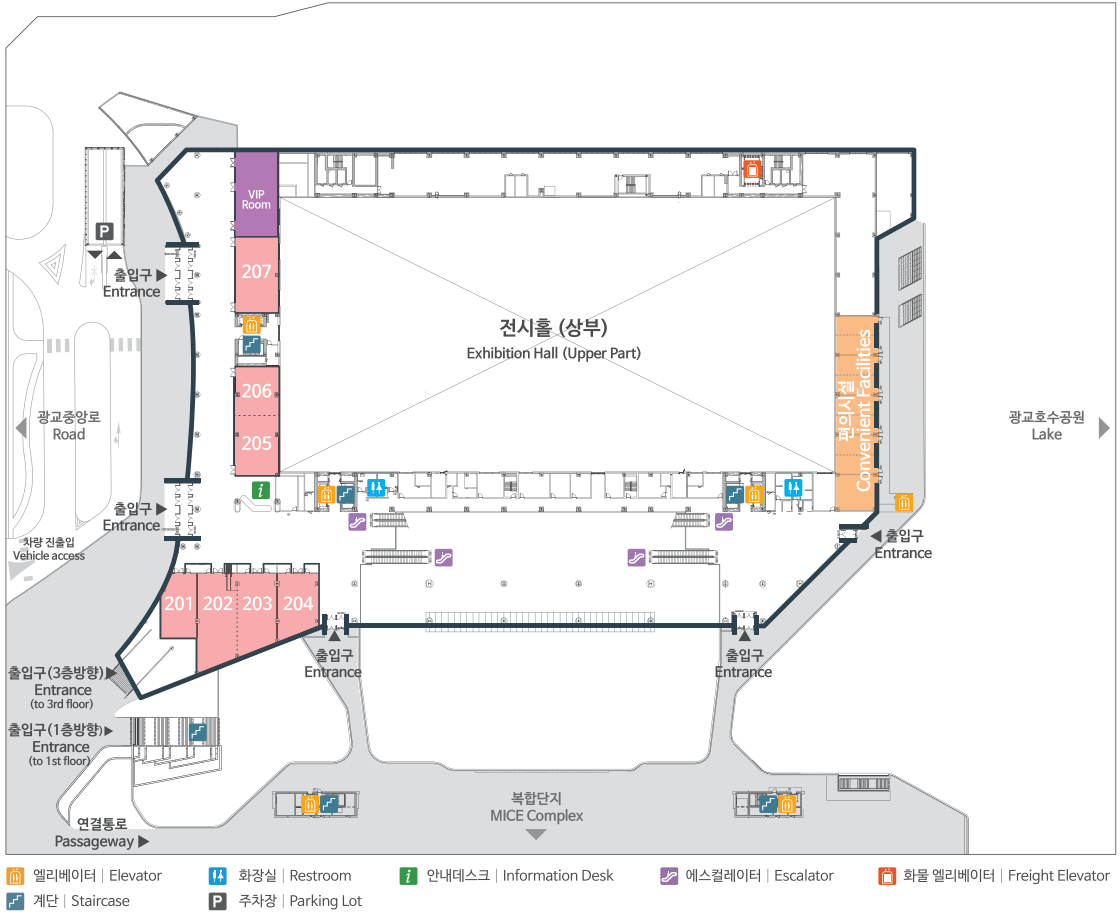 VIP
Room
P
207
출입구
Entrance
전시홀 (상부)
Exhibition Hall (Upper Part)
편의시설
Convenient Facilities
206
205
광교중앙로
Road
광교호수공원
Lake
i
출입구
Entrance
출입구
Entrance
차량 진출입
Vehicle access
201
202
203
204
출입구
Entrance
출입구
Entrance
출입구(3층방향)
Entrance
(to 3rd floor)
출입구(1층방향)
Entrance
(to 1st floor)
복합단지
MICE Complex
연결통로
Passageway
엘리베이터 | Elevator
화장실 | Restroom
i 안내데스크 | Information Desk
에스컬레이터 | Escalator
화물 엘리베이터 | Freight Elevator
계단 | Staircase
P 주차장 | Parking Lot